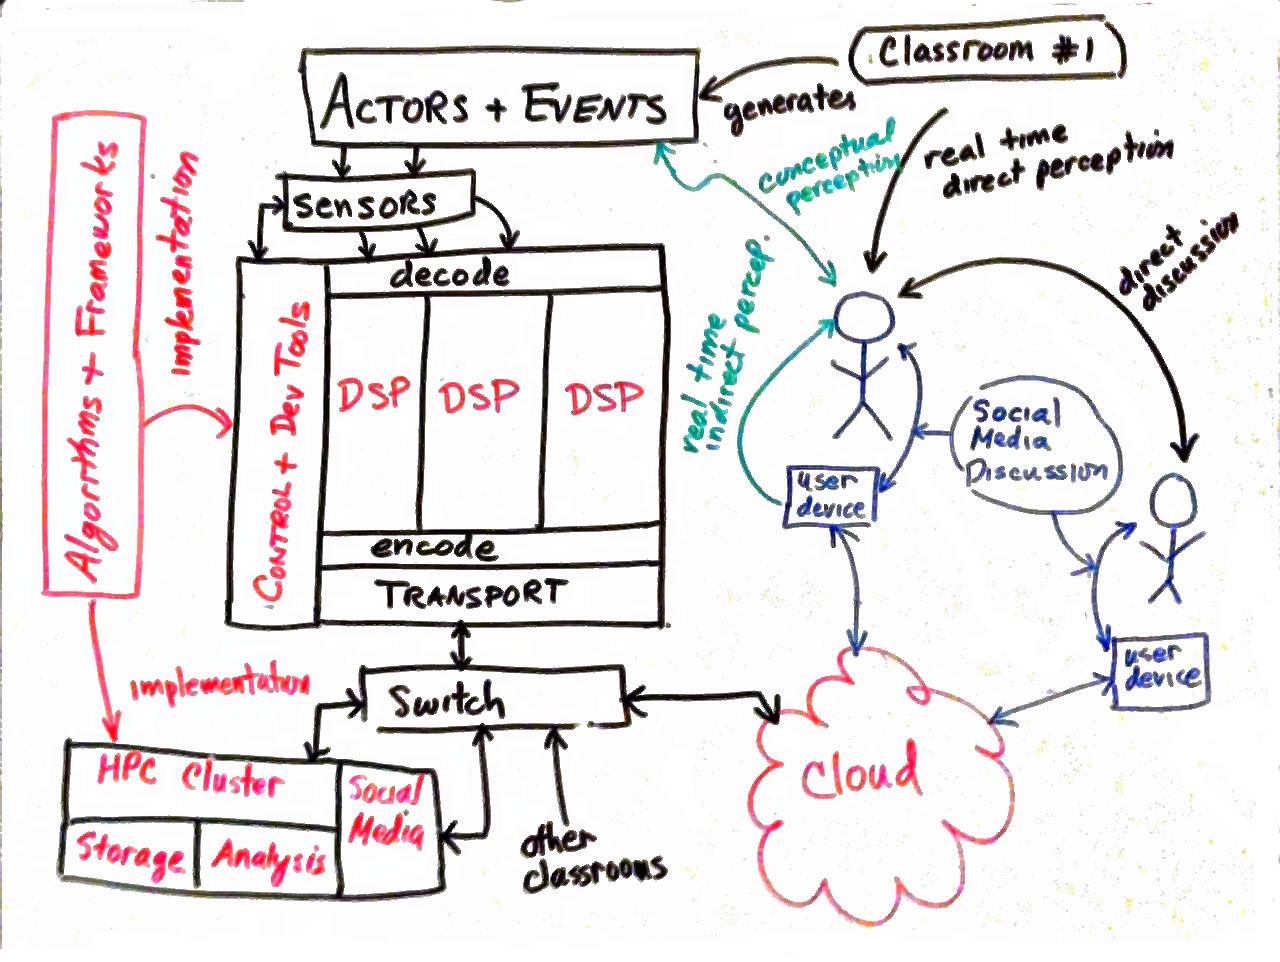 Classroom #1
ACTORS + EVENTS
generates
conceptual
perception
real time
direct perception
sensors
direct
discussion
Algorithms + Frameworks
implementation
decode
CONTROL + Dev Tools
DSP
DSP
DSP
real time
indirect percep.
Social
Media
Discussion
user
device
encode
TRANSPORT
user
device
implementation
Switch
HPC Cluster
Social
Media
Storage
Analysis
other
classrooms
Cloud